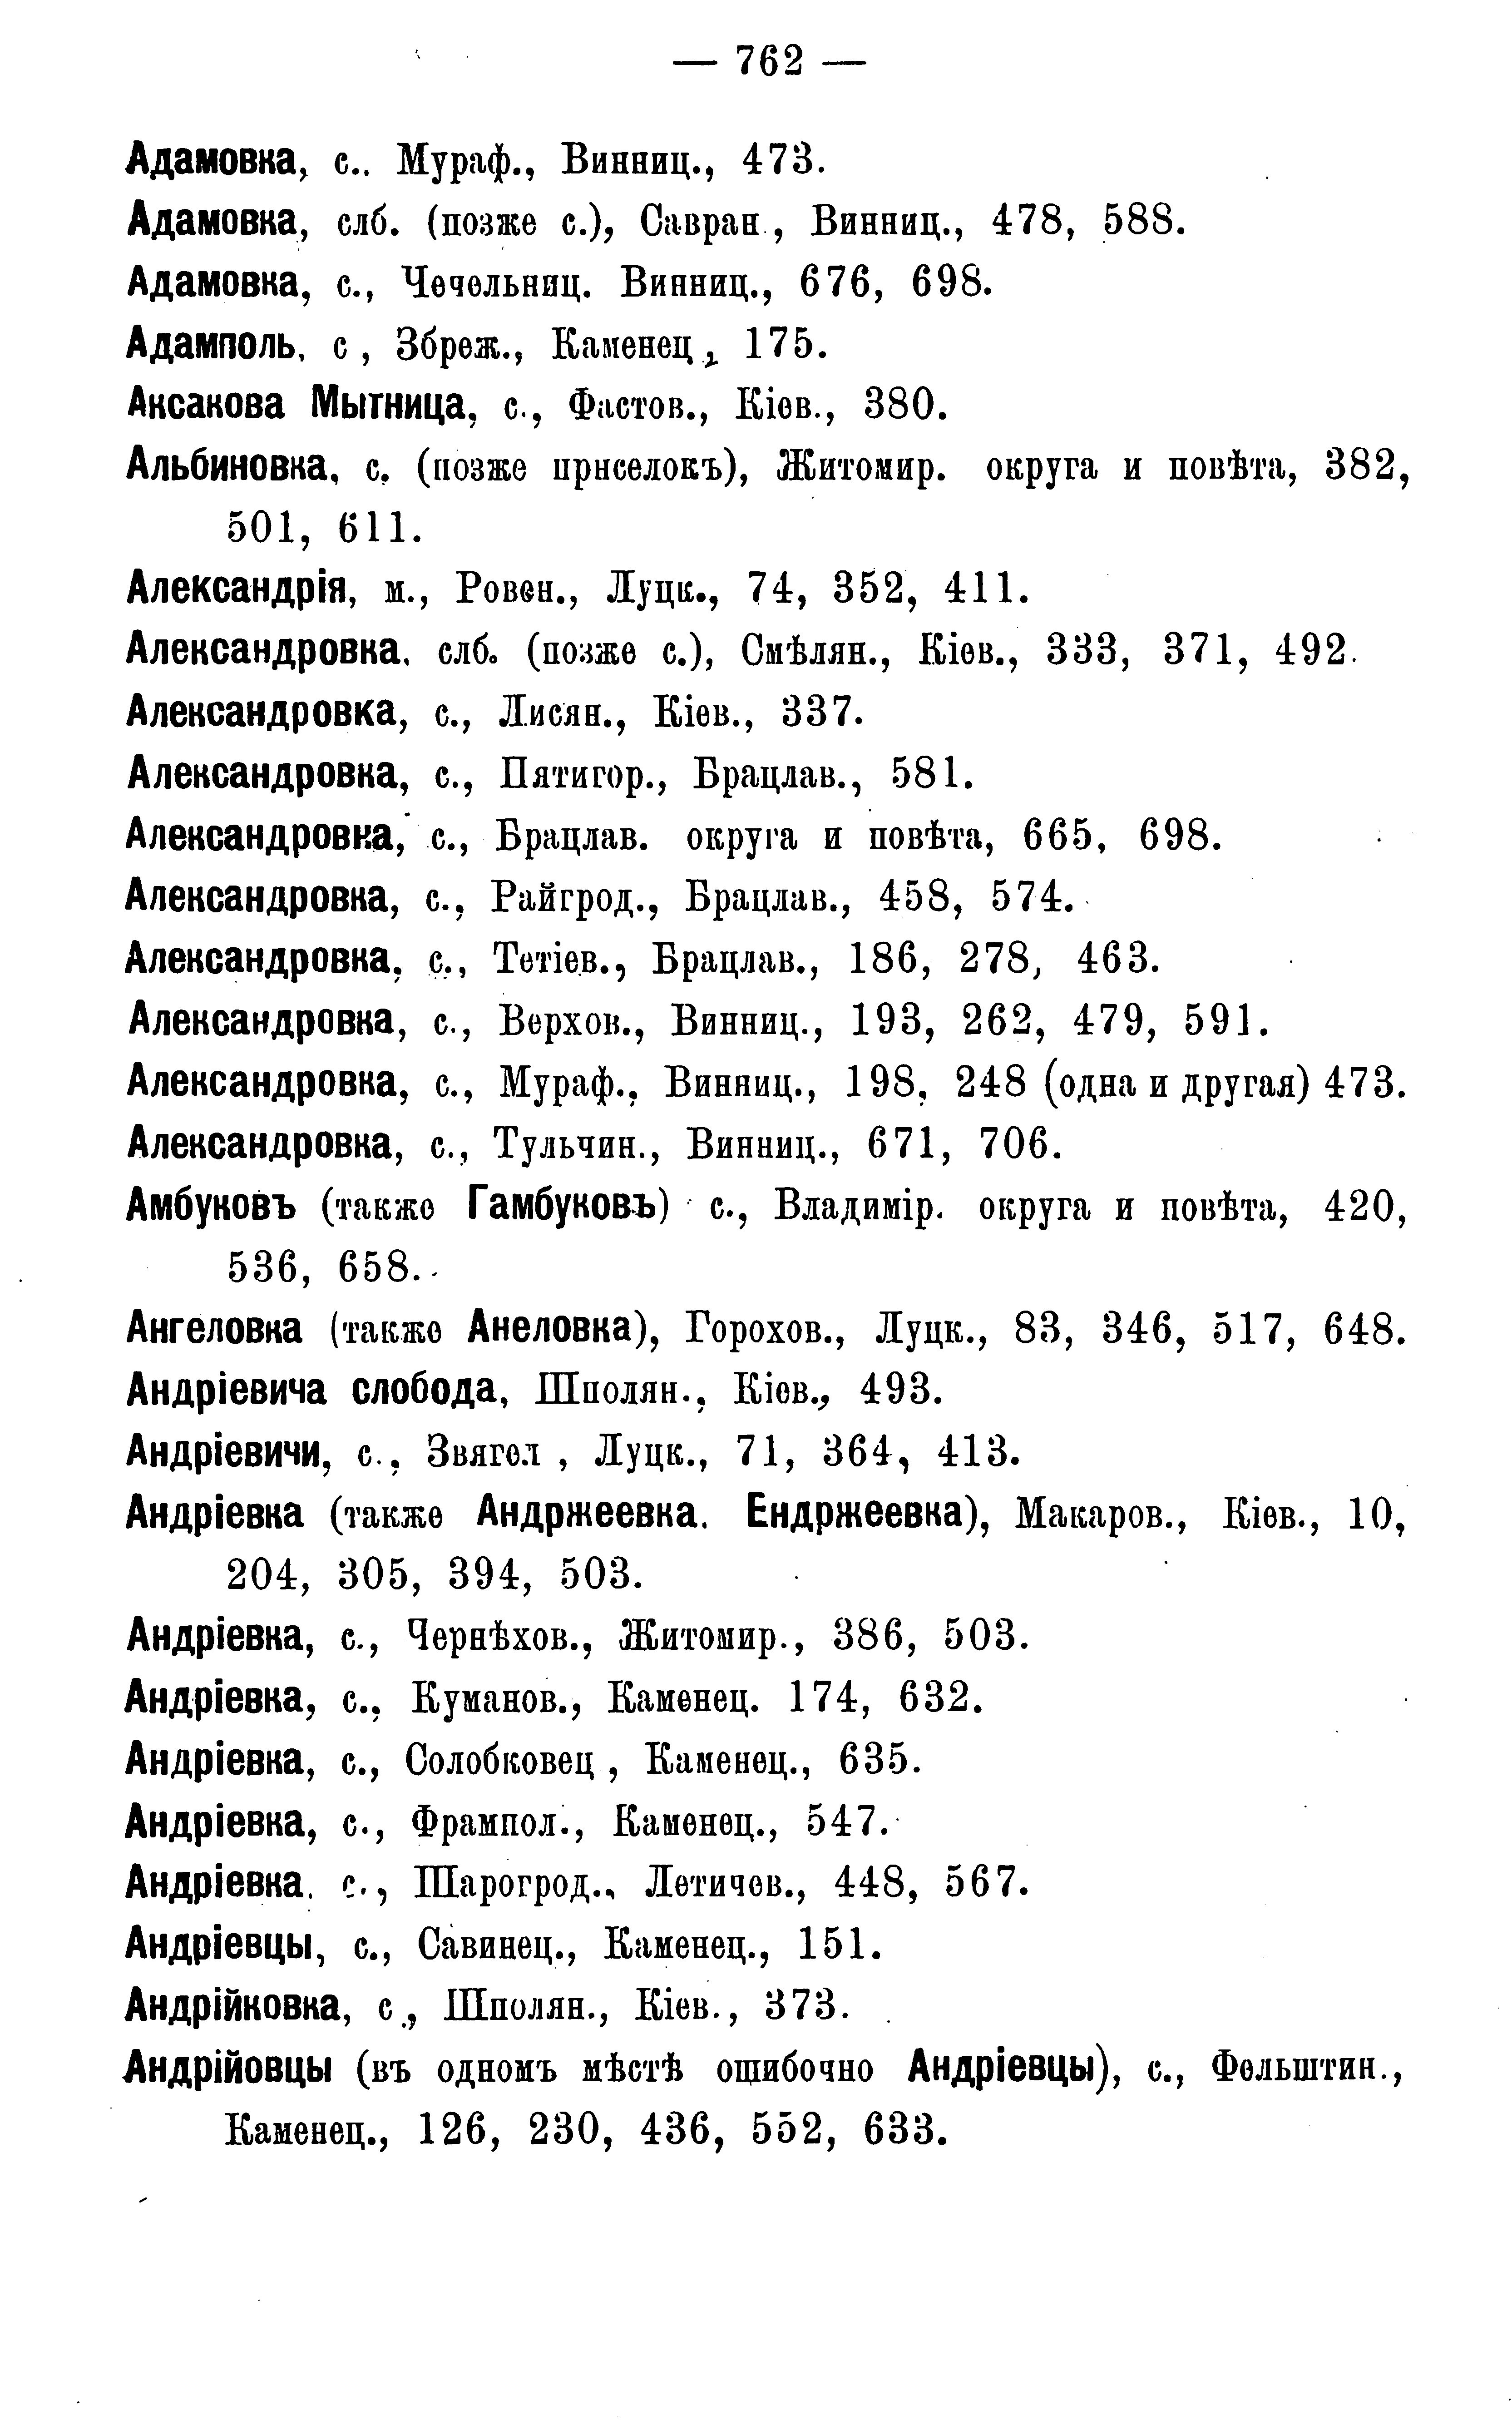 — 762 —
Адамовка, с., Мураф., Винниц., 473.
Адамовка, слб. (позже с.), Савран., Винниц., 478, 588.
Адамовка, с., Чечельниц. Винниц., 676, 698.
Адамполь, с , Збреж., Каменец., 175.
Аксакова Мытница, с., Фастов., Кіев., 380.
Альбиновка, с. (позже приселокъ), Житомир. округа и повѣта, 382,
501, 611.
Александрія, м., Ровен., Луцк., 74, 352, 411.
Александровка, слб. (позже с.), Смѣлян., Кіев., 333, 371, 492.
Александровка, с., Лисян., Кіев., 337.
Александровка, с., Пятигор., Брацлав., 581.
Александровка, с., Брацлав. округа и повѣта, 665, 698.
Александровка, с., Райгрод., Брацлав., 458, 574.
Александровка, с., Тетіев., Брацлав., 186, 278, 463.
Александровка, с., Верхов., Винниц., 193, 262, 479, 591.
Александровка, с., Мураф., Винниц., 198, 248 (одна и другая) 473.
Александровка, с., Тульчин., Винниц., 671, 706.
Амбуковъ (также Гамбуковъ) с., Владимір. округа и повѣта, 420,
536, 658.
Ангеловка (также Анеловка), Горохов., Луцк., 83, 346, 517, 648.
Андріевича слобода, Шполян., Кіев., 493.
Андріевичи, с., Звягел , Луцк., 71, 364, 413.
Андріевка (также Андржеевка. Ендржеевка), Макаров., Кіев., 10,
204, 305, 394, 503.
Андріевка, с., Чернѣхов., Житомир., 386, 503.
Андріевка, с., Куманов., Каменец. 174, 632.
Андріевка, с., Солобковец , Каменец., 635.
Андріевка, с., Фрампол., Каменец., 547.
Андріевка, с., Шарогрод., Летичев., 448, 567.
Андріевцы, с., Савинец., Каменец., 151.
Андрійковка, с., Шполян., Кіев., 373.
Андрійовцы (въ одномъ мѣстѣ ошибочно Андріевцы), с., Фельштин.,
Каменец., 126, 230, 436, 552, 633.